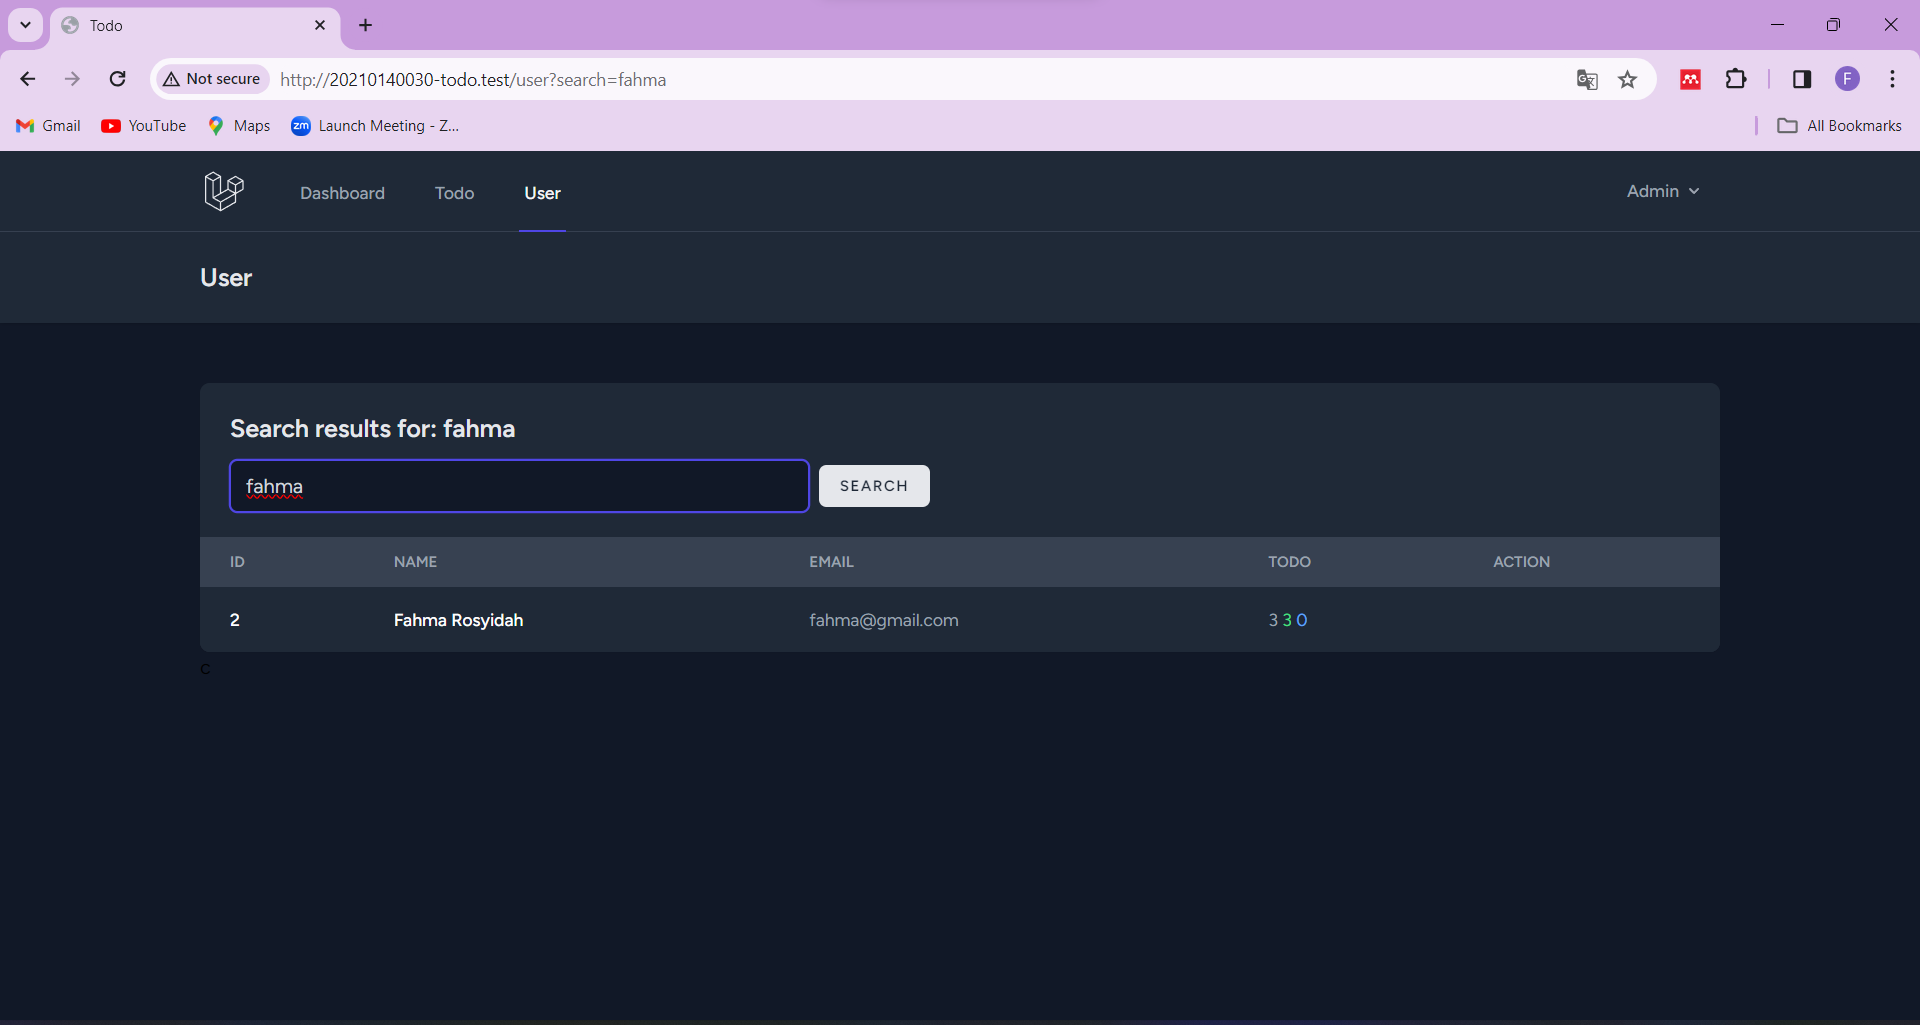 Todo
Not secure http://20210140030-todo.test/user?search=fahma F
Gmail YouTube Maps zm Launch Meeting - Z... All Bookmarks
Dashboard Todo User Admin
User
Search results for: fahma
fahma SEARCH
ID NAME EMAIL TODO ACTION
2 Fahma Rosyidah fahma@gmail.com 3 3 0
C